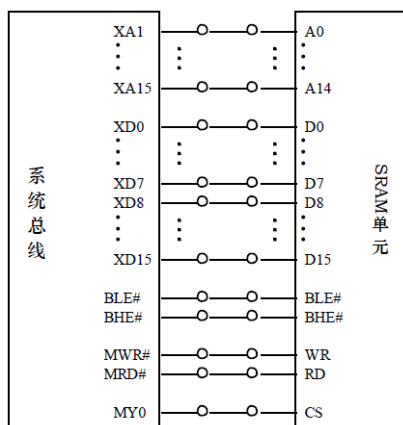 XA1 A0
XA15 A14
XD0 D0
XD7 D7
XD8 D8
XD15 D15
BLE# BLE#
BHE# BHE#
MWR# WR
MRD# RD
MY0 CS
系统总线
SRAM单元